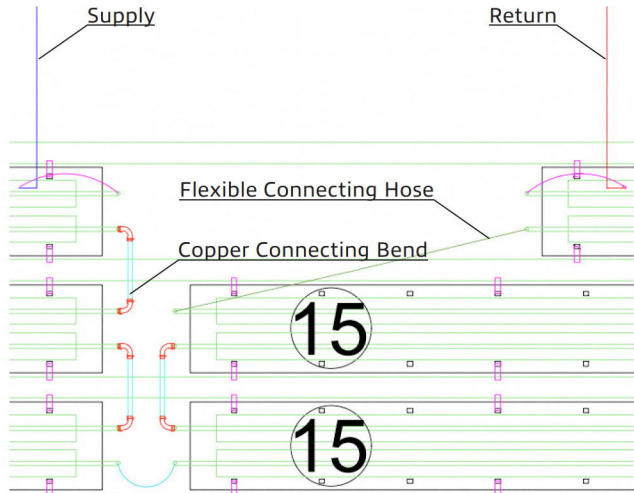 Supply
Return
Flexible Connecting Hose
Copper Connecting Bend
15
15